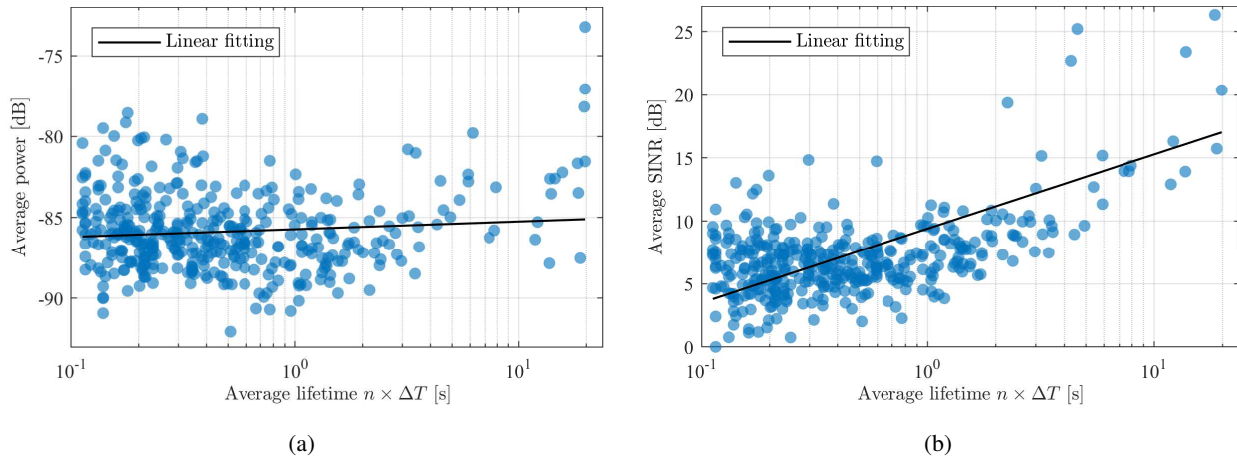 Linear fitting
-75
-80
-85
-90
Average power [dB]
10^-1
10^0
10^1
Average lifetime n × ΔT [s]
(a)
Linear fitting
25
20
15
10
5
0
Average SINR [dB]
10^-1
10^0
10^1
Average lifetime n × ΔT [s]
(b)